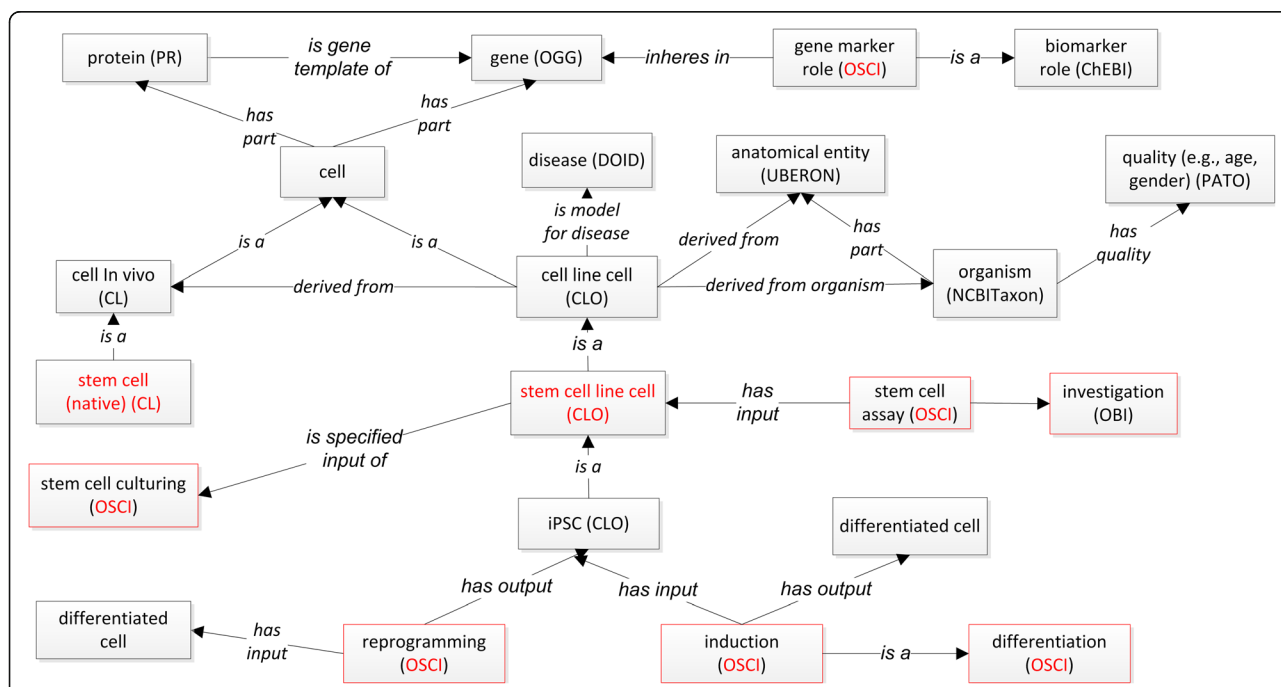 protein (PR)
is gene
template of
gene (OGG)
inheres in
gene marker
role (OSCI)
is a
biomarker
role (ChEBI)
has
part
has
part
cell
disease (DOID)
anatomical entity
(UBERON)
quality (e.g., age,
gender) (PATO)
is a
is a
is model
for disease
derived from
has
part
has
quality
cell In vivo
(CL)
derived from
cell line cell
(CLO)
derived from organism
organism
(NCBITaxon)
is a
is a
stem cell
(native) (CL)
stem cell line cell
(CLO)
has
input
stem cell
assay (OSCI)
investigation
(OBI)
is specified
input of
is a
stem cell culturing
(OSCI)
iPSC (CLO)
differentiated cell
has output
has input
has output
differentiated
cell
has
input
reprogramming
(OSCI)
induction
(OSCI)
is a
differentiation
(OSCI)